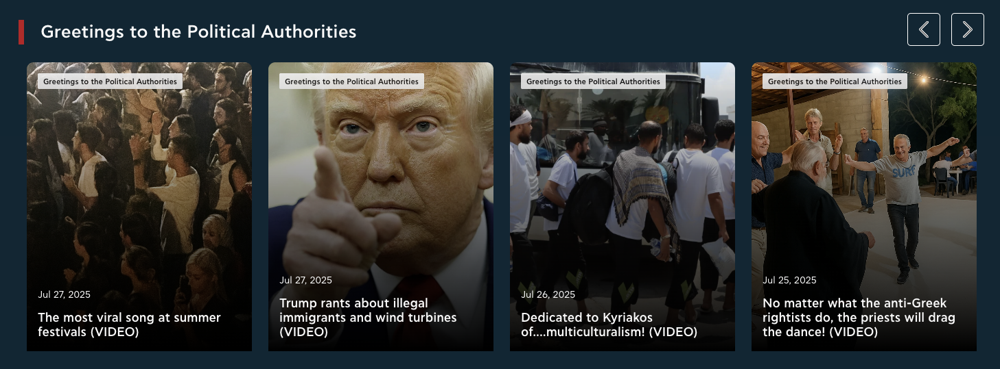 Greetings to the Political Authorities
Greetings to the Political Authorities
Jul 27, 2025
The most viral song at summer
festivals (VIDEO)
Greetings to the Political Authorities
Jul 27, 2025
Trump rants about illegal
immigrants and wind turbines
(VIDEO)
Greetings to the Political Authorities
Jul 26, 2025
Dedicated to Kyriakos
of....multiculturalism! (VIDEO)
Greetings to the Political Authorities
SURF
Jul 25, 2025
No matter what the anti-Greek
rightists do, the priests will drag
the dance! (VIDEO)